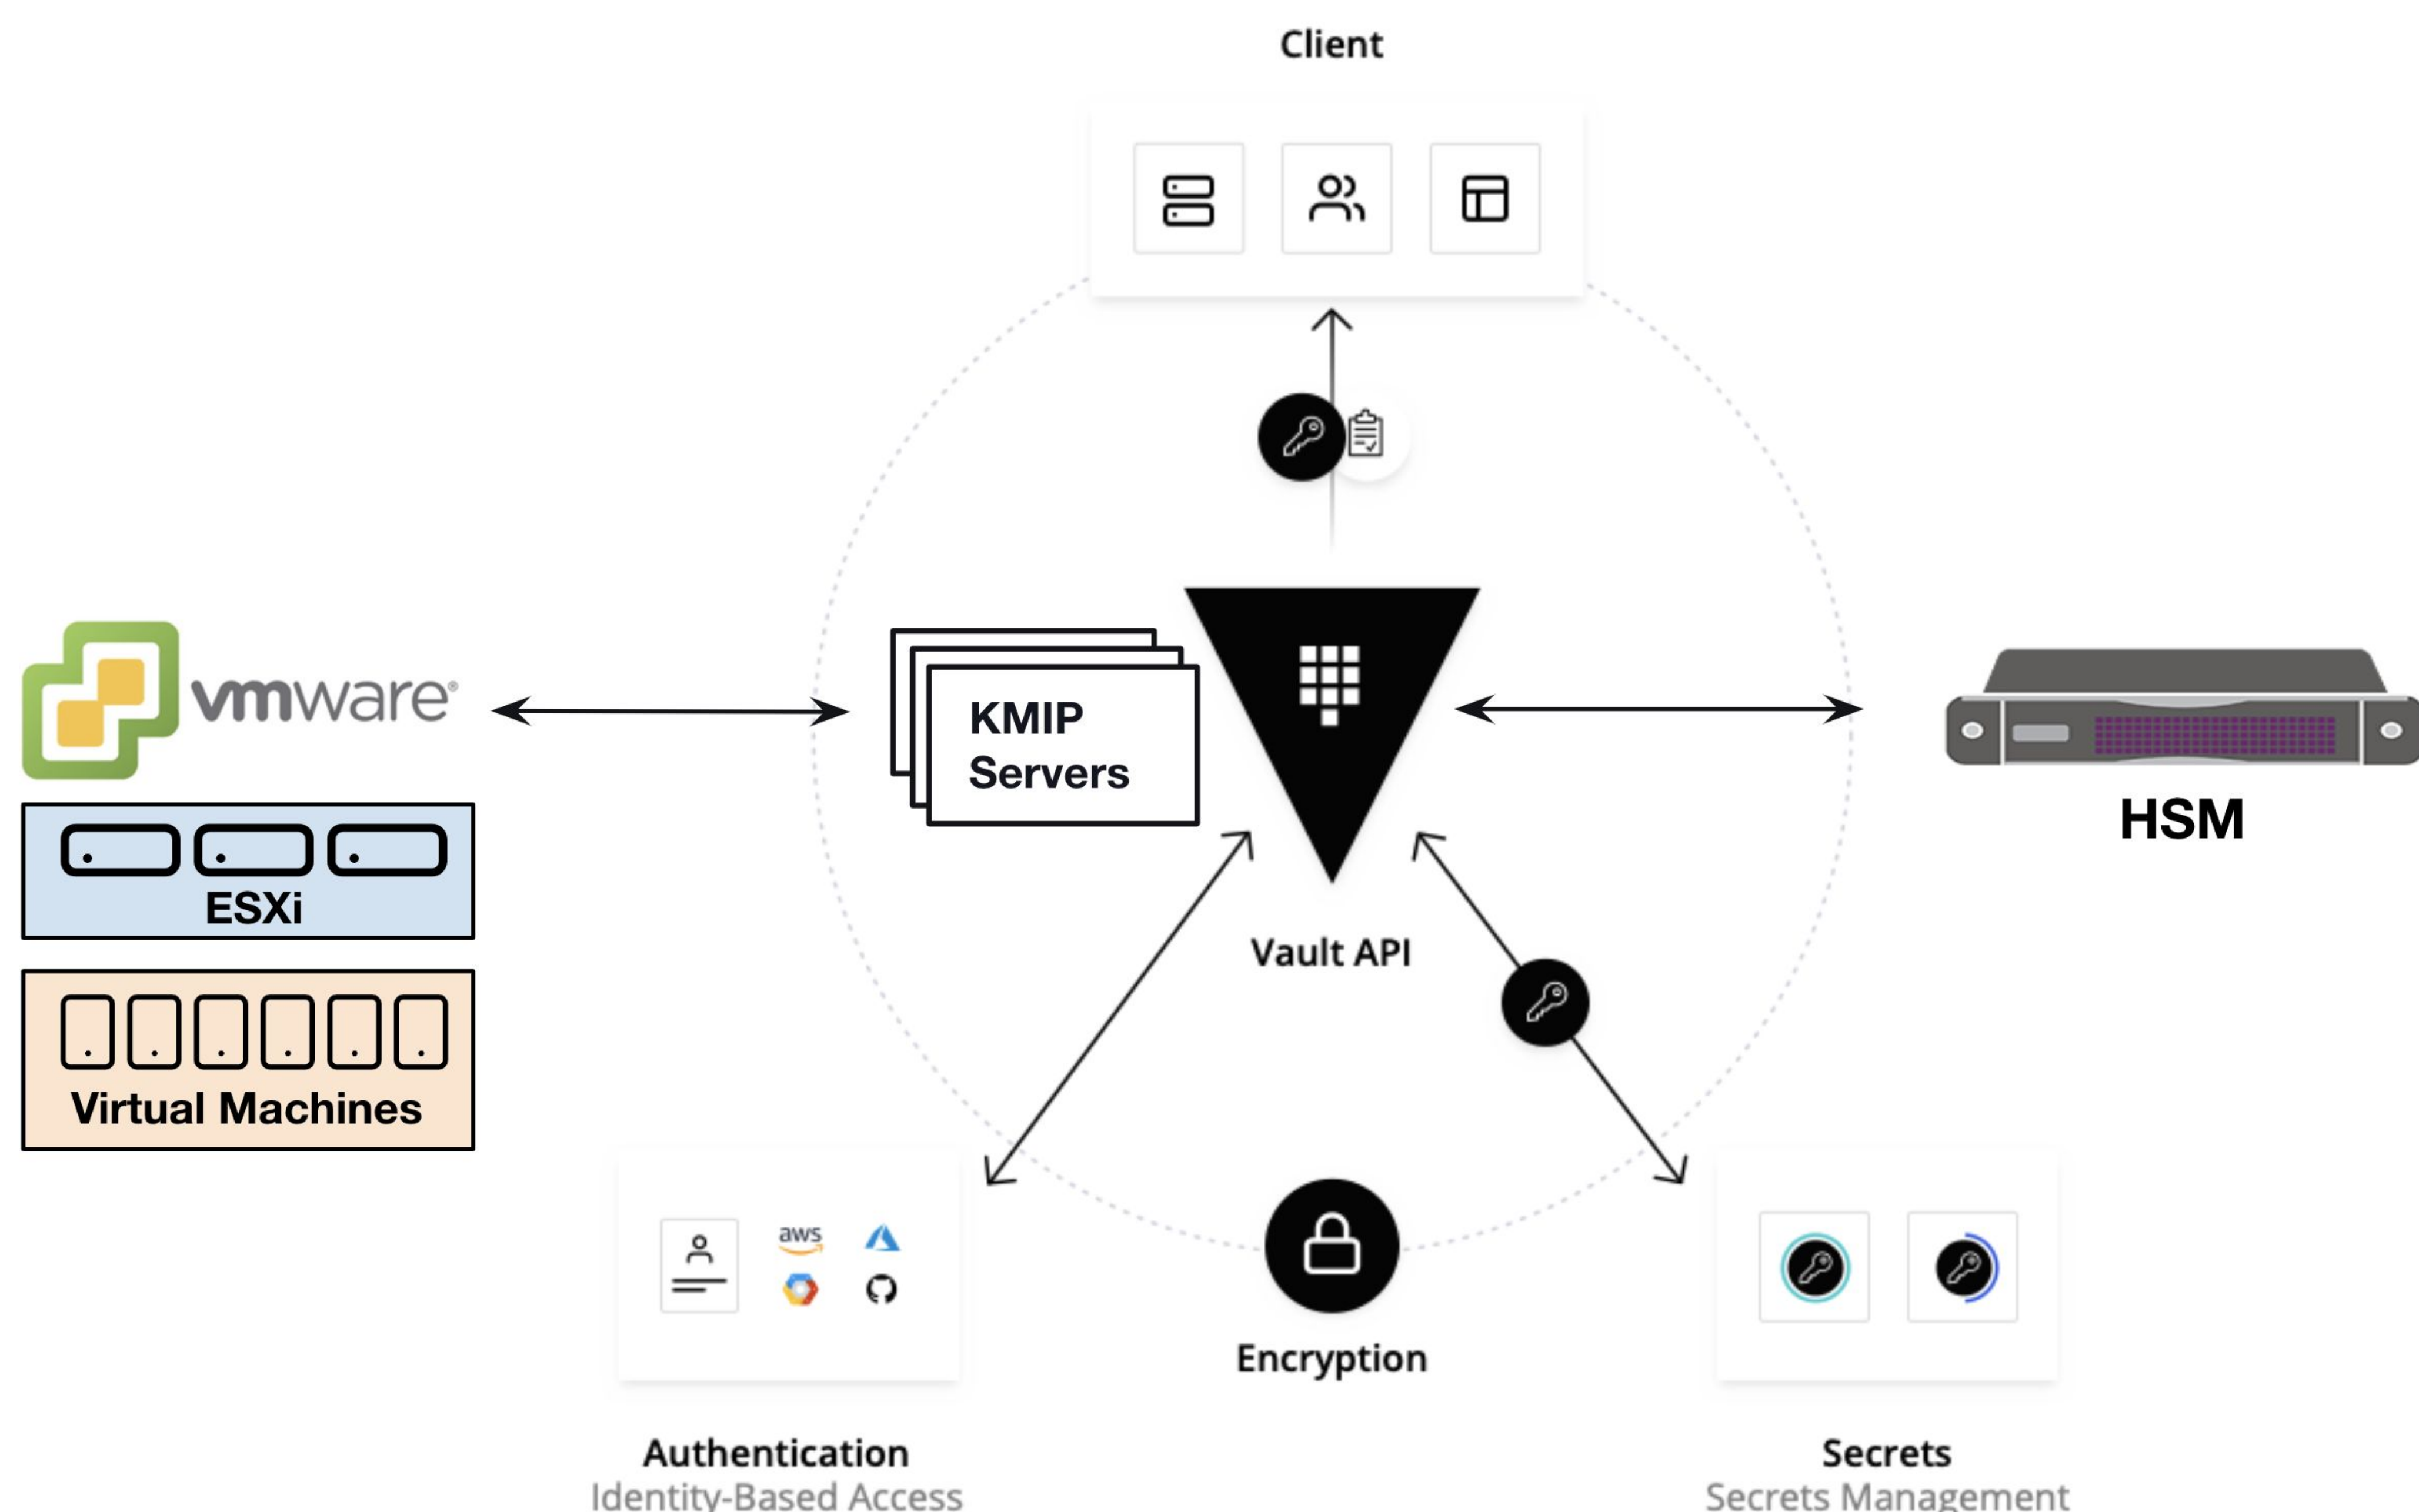 Client
vmware®
KMIP
Servers
HSM
ESXi
Vault API
Virtual Machines
aws
Encryption
Authentication
Identity-Based Access
Secrets
Secrets Management